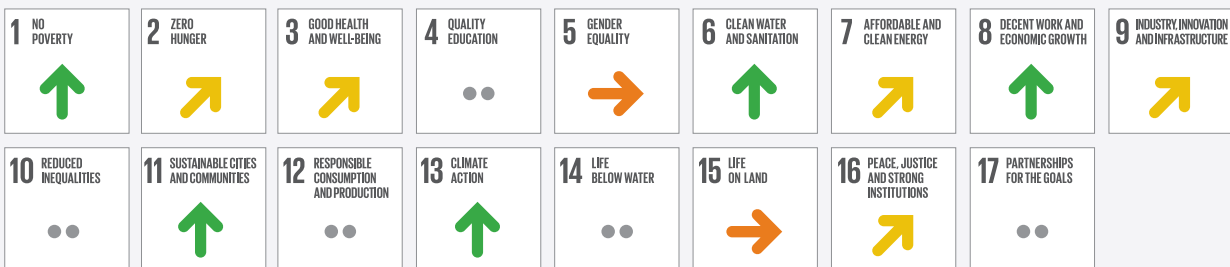 1 NO
POVERTY
2 ZERO
HUNGER
3 GOOD HEALTH
AND WELL-BEING
4 QUALITY
EDUCATION
5 GENDER
EQUALITY
6 CLEAN WATER
AND SANITATION
7 AFFORDABLE AND
CLEAN ENERGY
8 DECENT WORK AND
ECONOMIC GROWTH
9 INDUSTRY, INNOVATION
AND INFRASTRUCTURE
10 REDUCED
INEQUALITIES
11 SUSTAINABLE CITIES
AND COMMUNITIES
12 RESPONSIBLE
CONSUMPTION
AND PRODUCTION
13 CLIMATE
ACTION
14 LIFE
BELOW WATER
15 LIFE
ON LAND
16 PEACE, JUSTICE
AND STRONG
INSTITUTIONS
17 PARTNERSHIPS
FOR THE GOALS